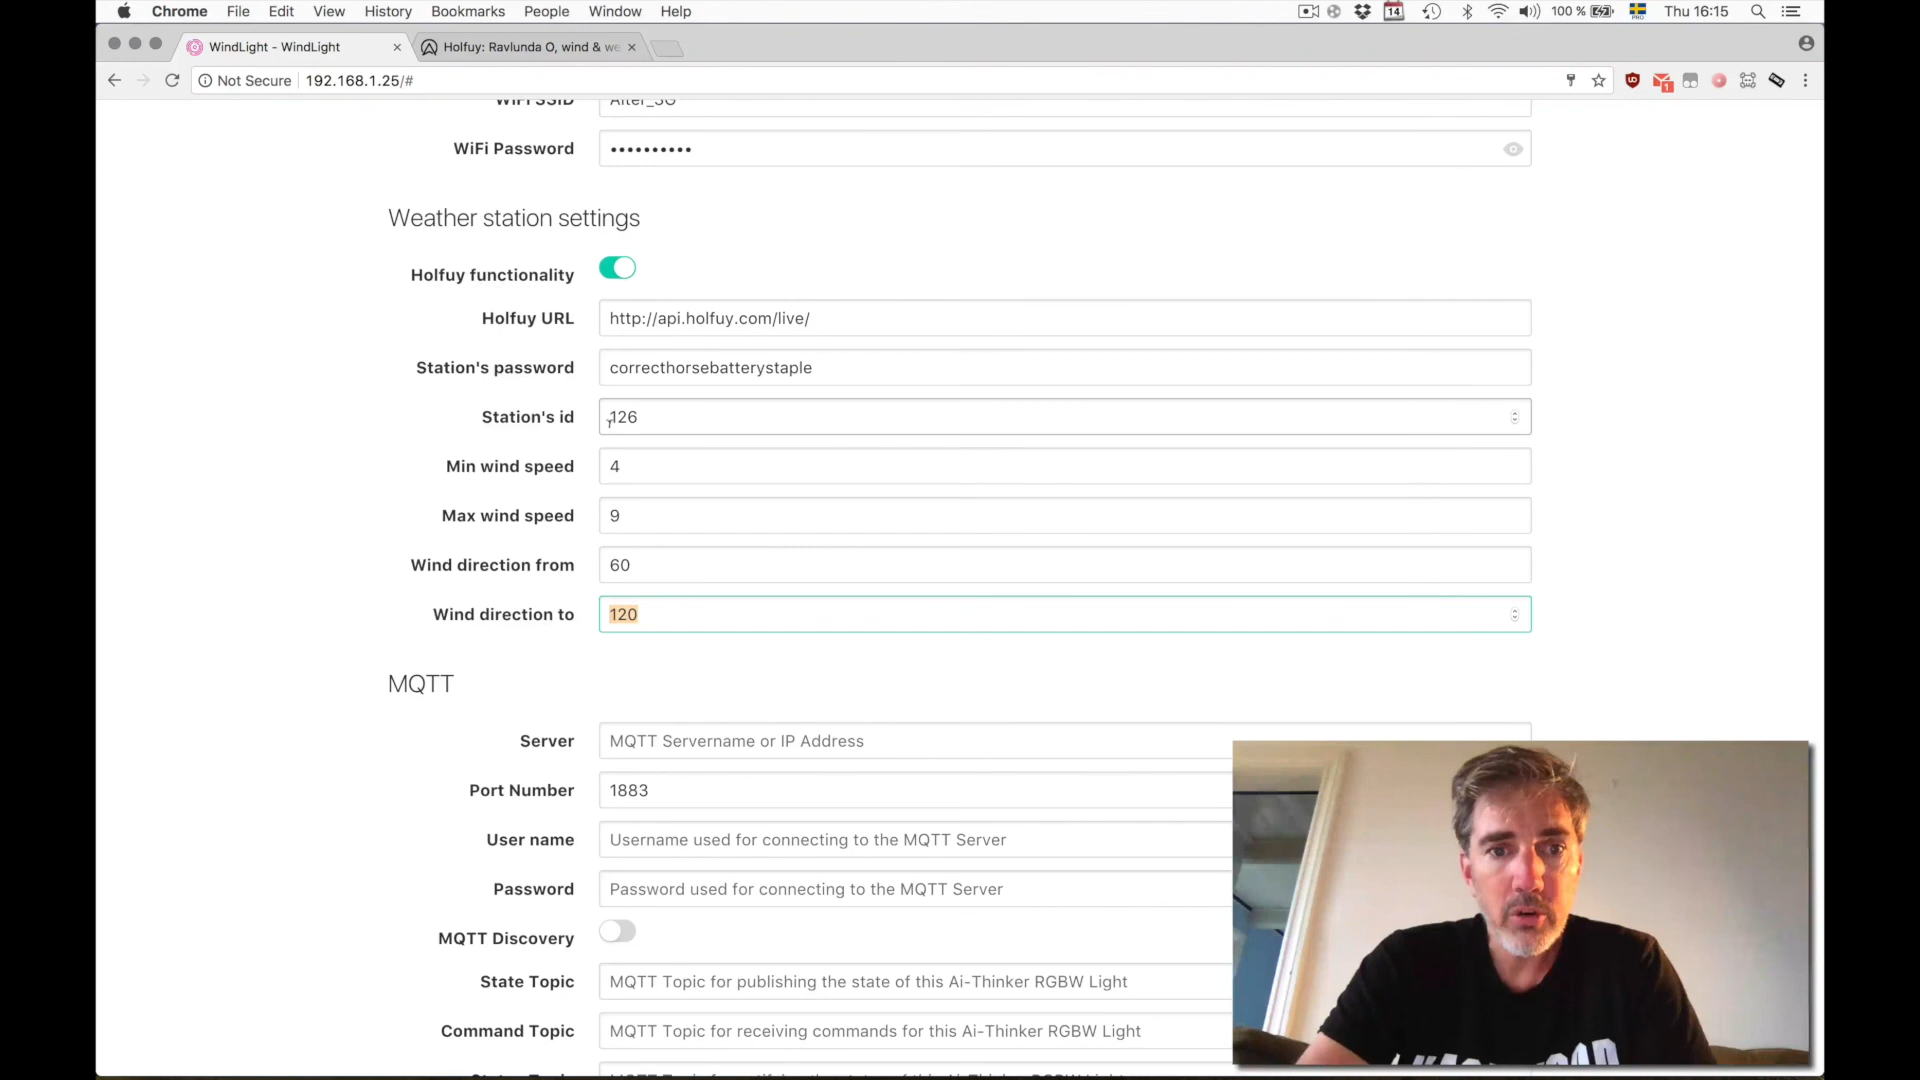 Chrome File Edit View History Bookmarks People Window Help 14 100 % PRO Thu 16:15
WindLight - WindLight Holfuy: Ravlunda O, wind & we
Not Secure 192.168.1.25/# 1
WiFi SSID
WiFi Password ••••••••••
Weather station settings
Holfuy functionality
Holfuy URL http://api.holfuy.com/live/
Station's password correcthorsebatterystaple
Station's id 126
Min wind speed 4
Max wind speed 9
Wind direction from 60
Wind direction to 120
MQTT
Server MQTT Servername or IP Address
Port Number 1883
User name Username used for connecting to the MQTT Server
Password Password used for connecting to the MQTT Server
MQTT Discovery
State Topic MQTT Topic for publishing the state of this Ai-Thinker RGBW Light
Command Topic MQTT Topic for receiving commands for this Ai-Thinker RGBW Light